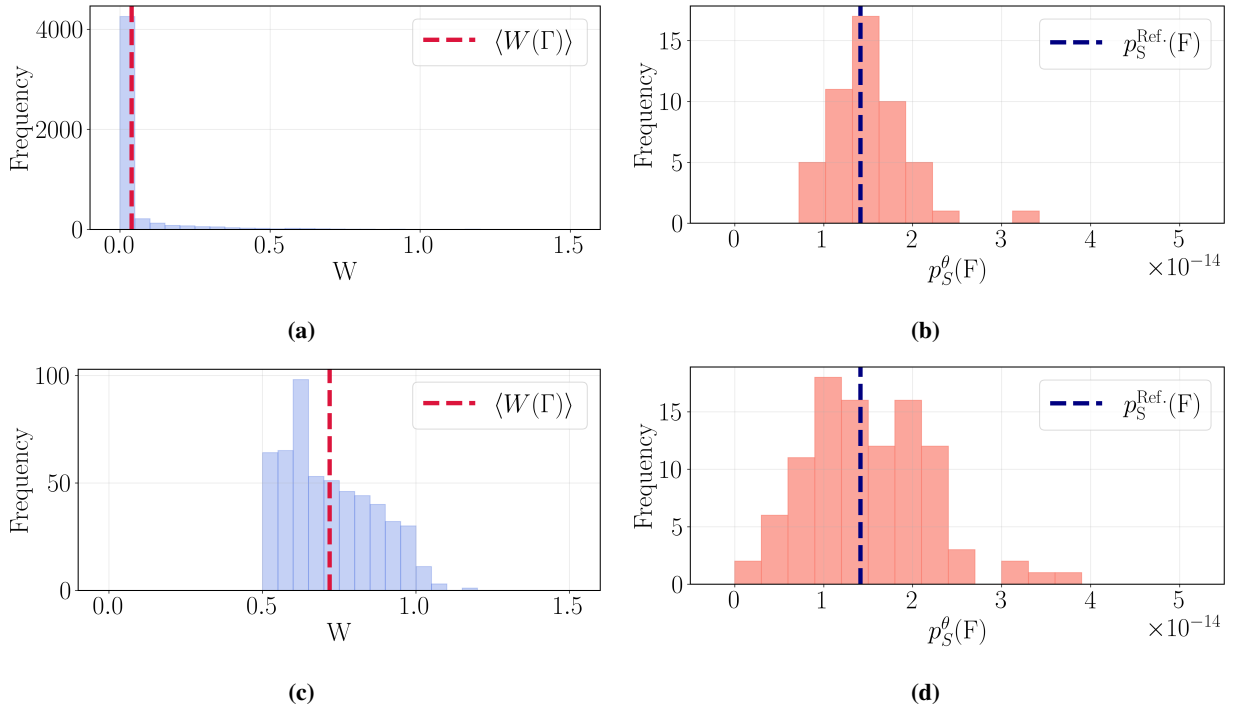 4000
2000
0
Frequency
0.0 0.5 1.0 1.5
W
⟨W(Γ)⟩
(a)
15
10
5
0
Frequency
0 1 2 3 4 5
×10⁻¹⁴
p_S^θ(F)
p_S^Ref.(F)
(b)
100
50
0
Frequency
0.0 0.5 1.0 1.5
W
⟨W(Γ)⟩
(c)
15
10
5
0
Frequency
0 1 2 3 4 5
×10⁻¹⁴
p_S^θ(F)
p_S^Ref.(F)
(d)